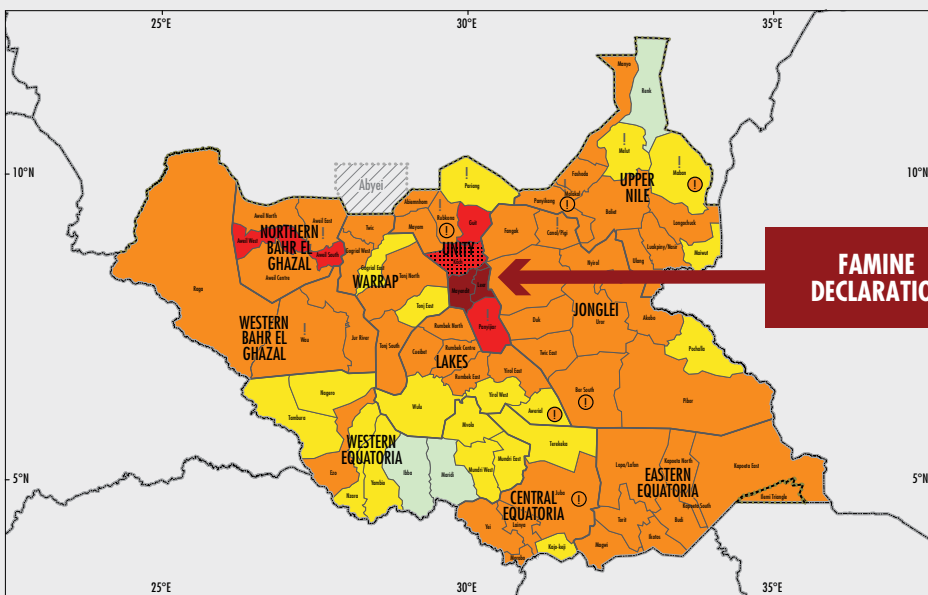 25°E
30°E
35°E
10°N
10°N
5°N
5°N
25°E
30°E
35°E
FAMINE
DECLARATIO
Abyei
NORTHERN
BAHR EL
GHAZAL
WARRAP
UNITY
UPPER
NILE
WESTERN
BAHR EL
GHAZAL
LAKES
JONGLEI
WESTERN
EQUATORIA
CENTRAL
EQUATORIA
EASTERN
EQUATORIA
Manyo
Renk
Melut
Maban
Fashoda
Malakal
Panyikang
Baliet
Longochuk
Luakpiny/Nasir
Maiwut
Ulang
Pariang
Abiemnhom
Rubkona
Mayom
Guit
Mayendit
Leer
Panyijiar
Fangak
Canal/Pigi
Nyirol
Uror
Akobo
Duk
Twic East
Pochalla
Pibor
Bor South
Aweil North
Aweil East
Aweil West
Aweil South
Aweil Centre
Twic
Gogrial West
Gogrial East
Tonj North
Tonj East
Tonj South
Raga
Wau
Jur River
Cueibet
Rumbek North
Rumbek Centre
Rumbek East
Wulu
Yirol East
Yirol West
Awerial
Nagero
Tambura
Ezo
Nzara
Yambio
Ibba
Maridi
Mvolo
Mundri West
Mundri East
Terekeka
Juba
Yei
Lainya
Morobo
Kajo-keji
Lopa/Lafon
Torit
Magwi
Ikotos
Budi
Kapoeta North
Kapoeta South
Kapoeta East
Ilemi Triangle